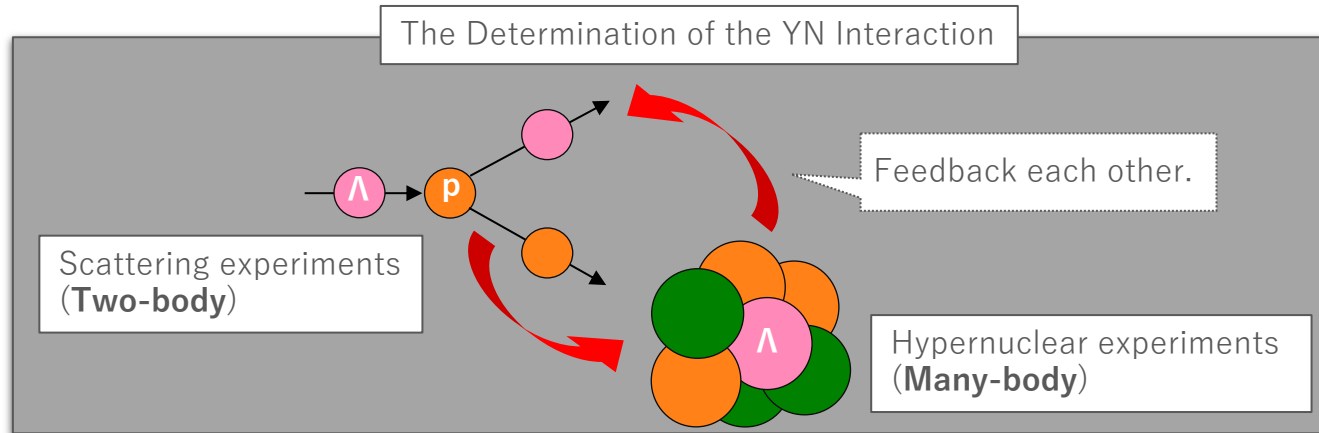 The Determination of the YN Interaction
Λ
p
Feedback each other.
Scattering experiments
(Two-body)
Λ
Hypernuclear experiments
(Many-body)